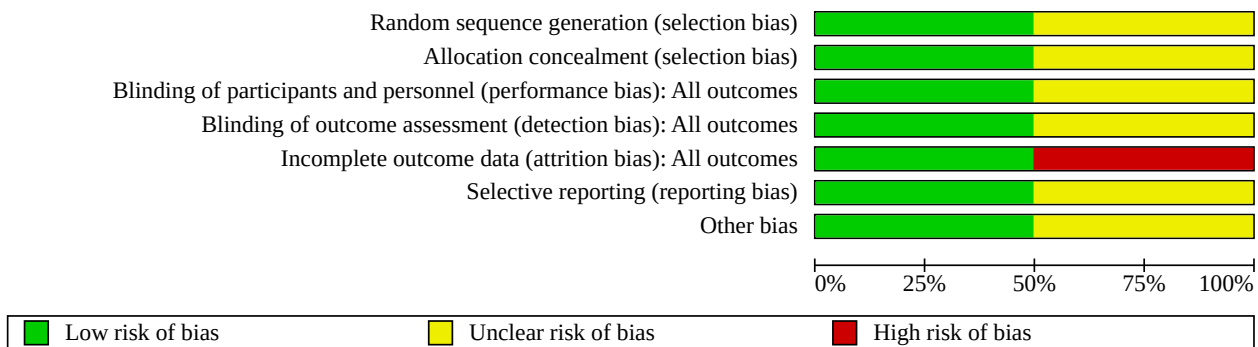 Random sequence generation (selection bias)
Allocation concealment (selection bias)
Blinding of participants and personnel (performance bias): All outcomes
Blinding of outcome assessment (detection bias): All outcomes
Incomplete outcome data (attrition bias): All outcomes
Selective reporting (reporting bias)
Other bias
0% 25% 50% 75% 100%
Low risk of bias Unclear risk of bias High risk of bias